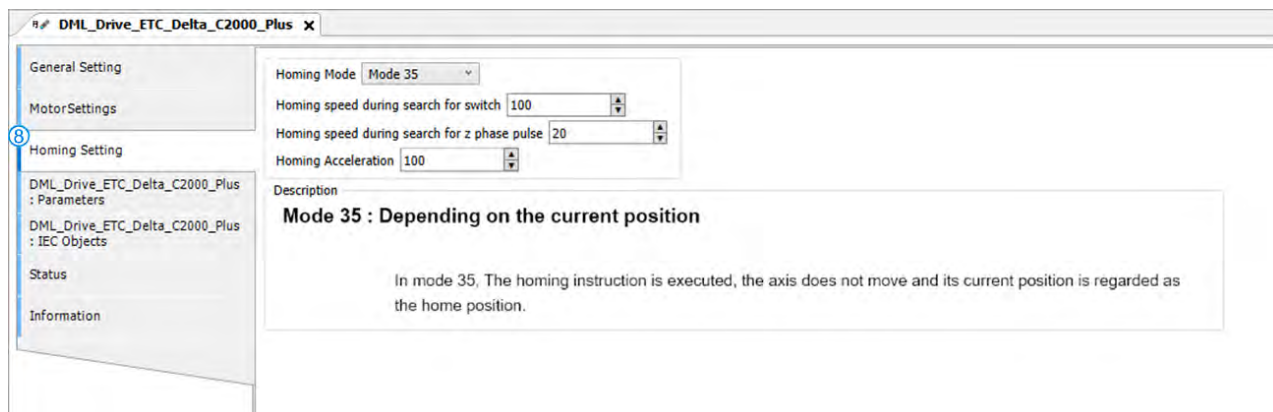 DML_Drive_ETC_Delta_C2000_Plus X
General Setting
MotorSettings
⑧
Homing Setting
DML_Drive_ETC_Delta_C2000_Plus
: Parameters
DML_Drive_ETC_Delta_C2000_Plus
: IEC Objects
Status
Information
Homing Mode Mode 35
Homing speed during search for switch 100
Homing speed during search for z phase pulse 20
Homing Acceleration 100
Description
Mode 35 : Depending on the current position
In mode 35, The homing instruction is executed, the axis does not move and its current position is regarded as
the home position.